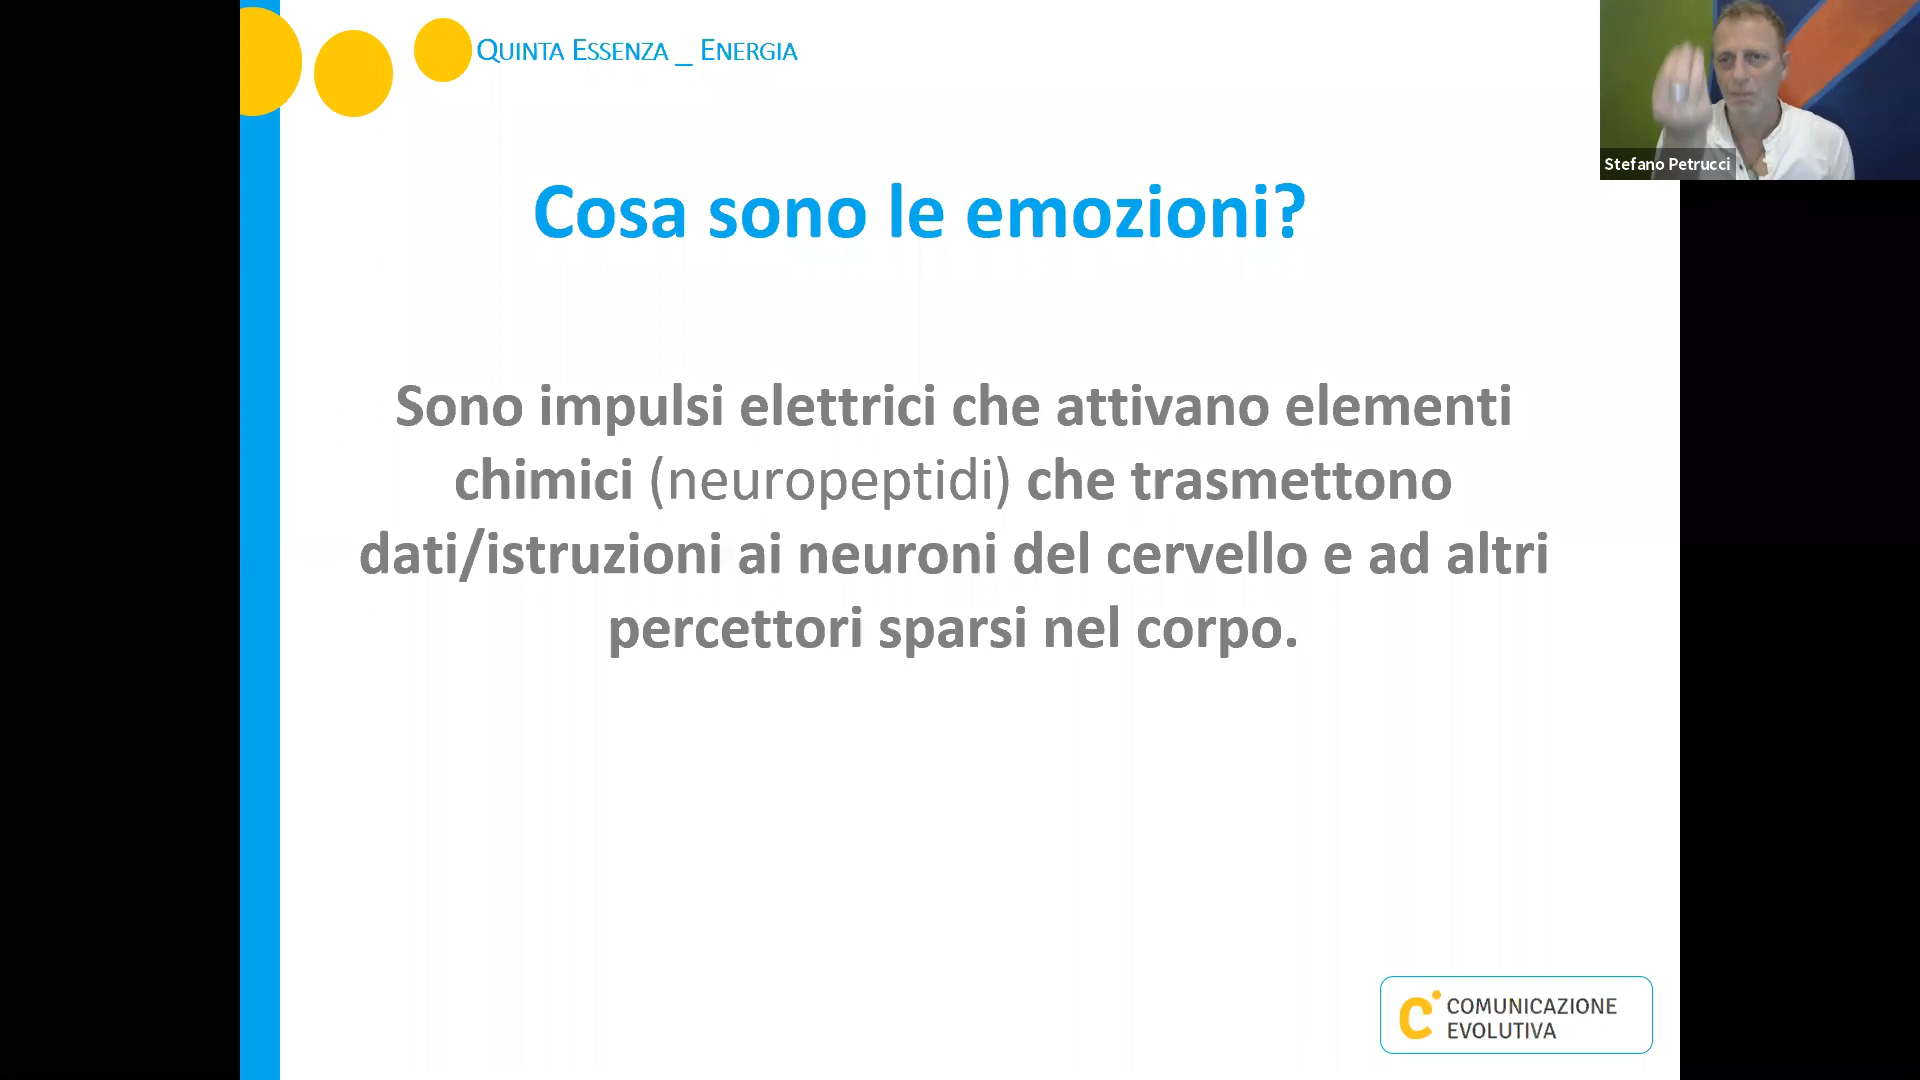 QUINTA ESSENZA _ ENERGIA
Stefano Petrucci
Cosa sono le emozioni?
Sono impulsi elettrici che attivano elementi
chimici (neuropeptidi) che trasmettono
dati/istruzioni ai neuroni del cervello e ad altri
percettori sparsi nel corpo.
COMUNICAZIONE
EVOLUTIVA